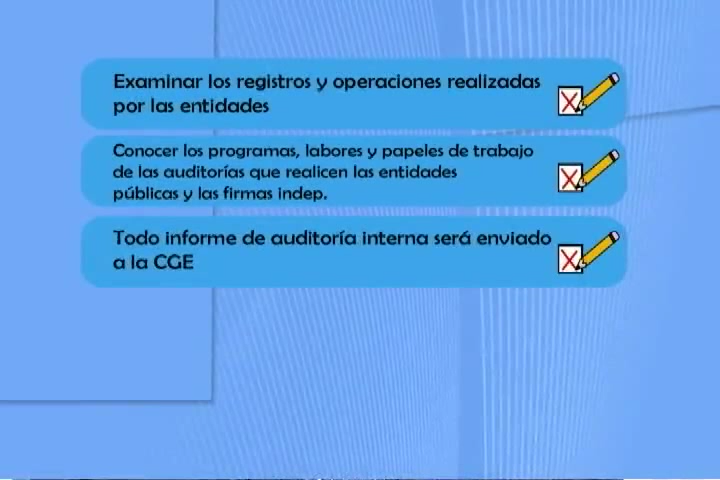 Examinar los registros y operaciones realizadas
por las entidades
Conocer los programas, labores y papeles de trabajo
de las auditorías que realicen las entidades
públicas y las firmas indep.
Todo informe de auditoría interna será enviado
a la CGE